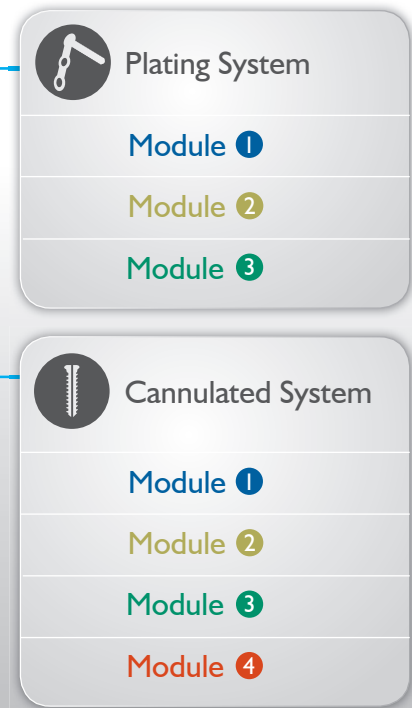 Plating System
Module 1
Module 2
Module 3
Cannulated System
Module 1
Module 2
Module 3
Module 4